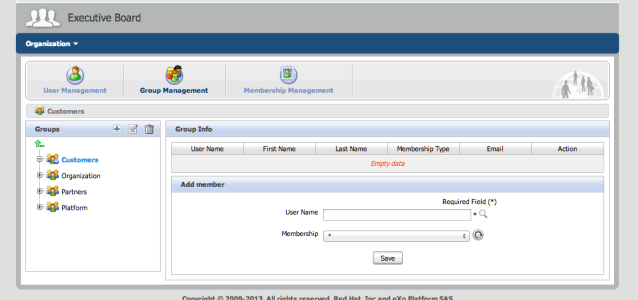 Executive Board
Organization
User Management Group Management Membership Management
Customers
Groups
Group Info
Customers
Organization
Partners
Platform
User Name First Name Last Name Membership Type Email Action
Empty data
Add member
Required Field (*)
User Name *
Membership *
Save
Copyright © 2009-2013. All rights reserved, Red Hat, Inc and eXo Platform SAS